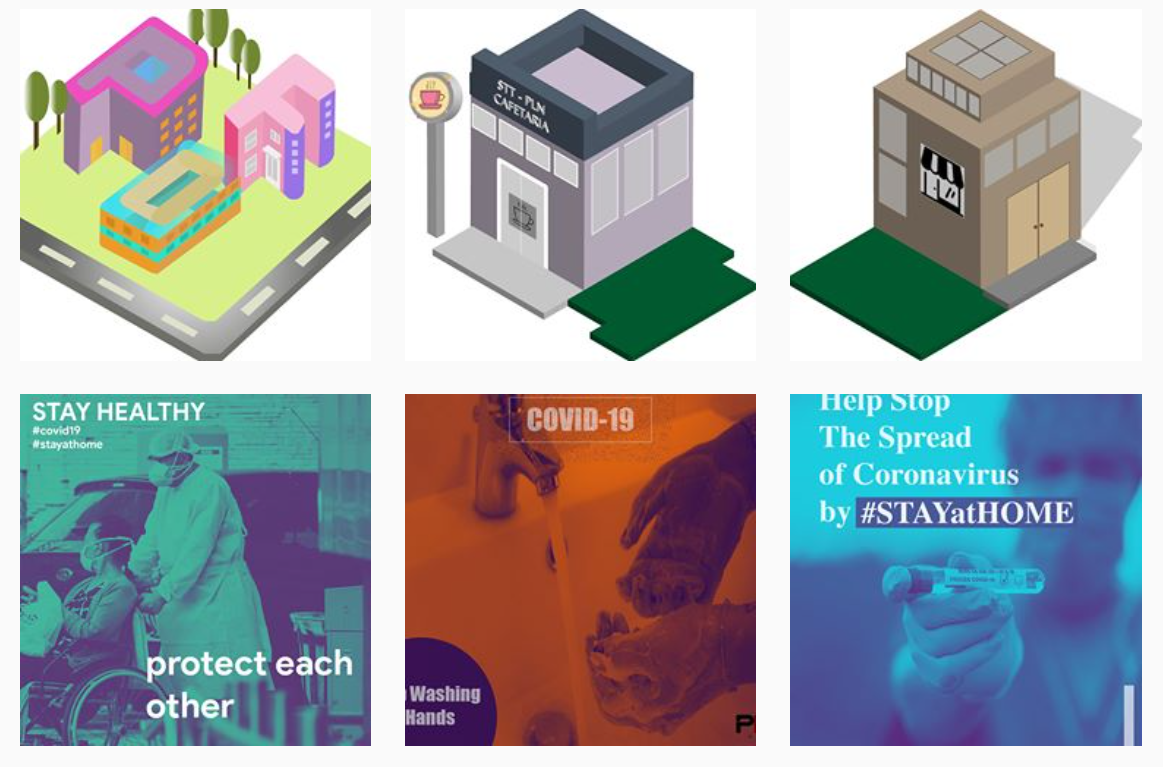 STT - PLN
CAFETARIA
STAY HEALTHY
#covid19
#stayathome
protect each
other
COVID-19
Washing
Hands
Help Stop
The Spread
of Coronavirus
by #STAYatHOME